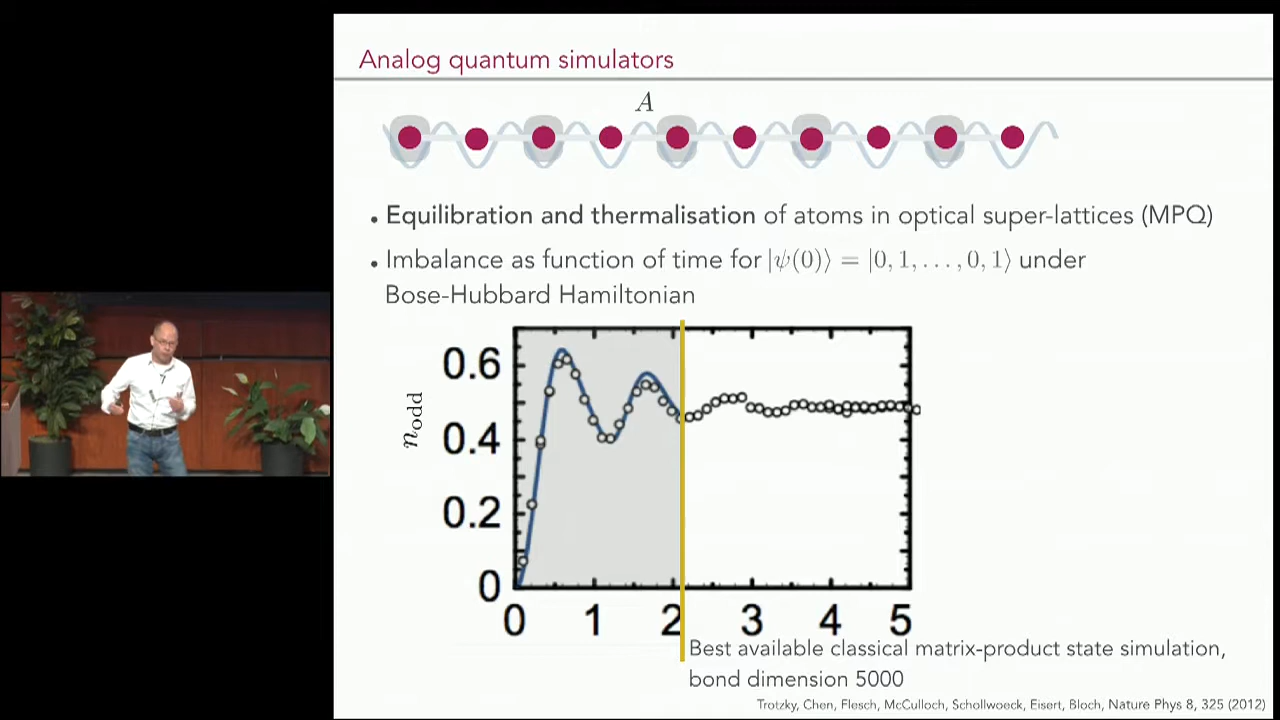 Analog quantum simulators
A
• Equilibration and thermalisation of atoms in optical super-lattices (MPQ)
• Imbalance as function of time for |ψ(0)⟩ = |0, 1, . . . , 0, 1⟩ under
Bose-Hubbard Hamiltonian
n_odd
0.6
0.4
0.2
0
0 1 2 3 4 5
Best available classical matrix-product state simulation,
bond dimension 5000
Trotzky, Chen, Flesch, McCulloch, Schollwoeck, Eisert, Bloch, Nature Phys 8, 325 (2012)